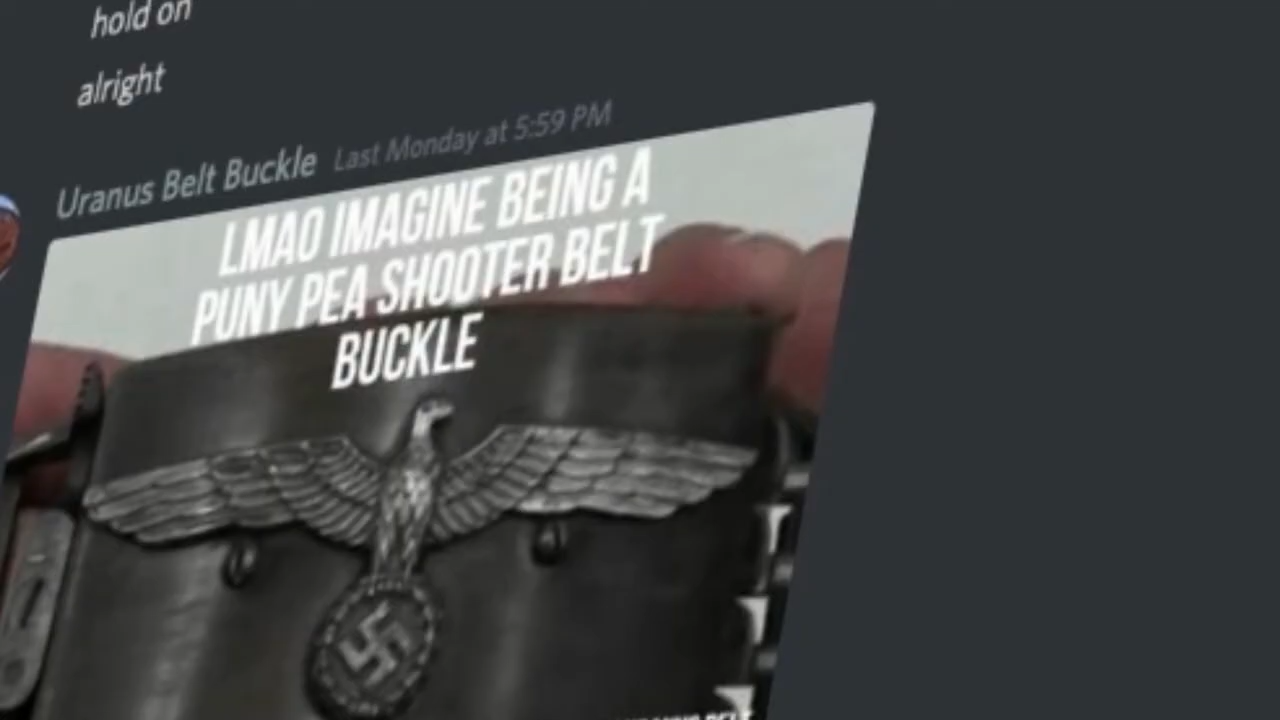 hold on
alright
Uranus Belt Buckle Last Monday at 5:59 PM
LMAO IMAGINE BEING A
PUNY PEA SHOOTER BELT
BUCKLE
BELT